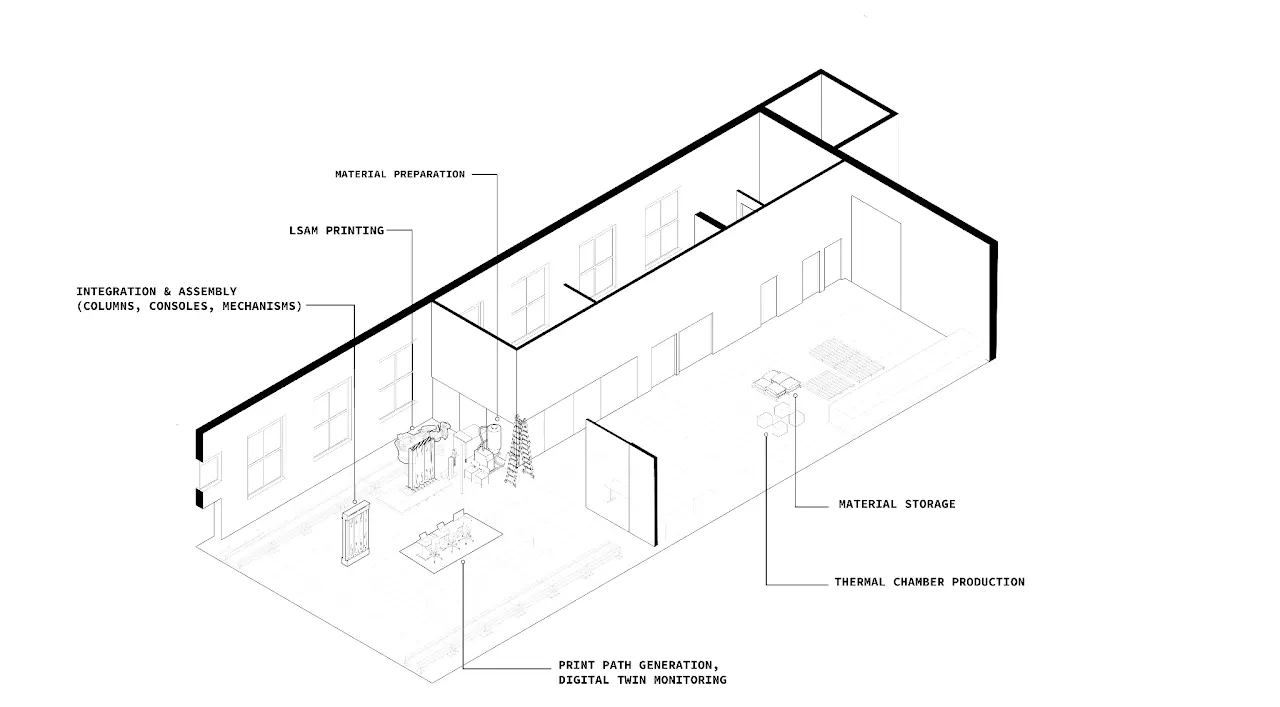 MATERIAL PREPARATION
LSAM PRINTING
INTEGRATION & ASSEMBLY
(COLUMNS, CONSOLES, MECHANISMS)
MATERIAL STORAGE
THERMAL CHAMBER PRODUCTION
PRINT PATH GENERATION,
DIGITAL TWIN MONITORING